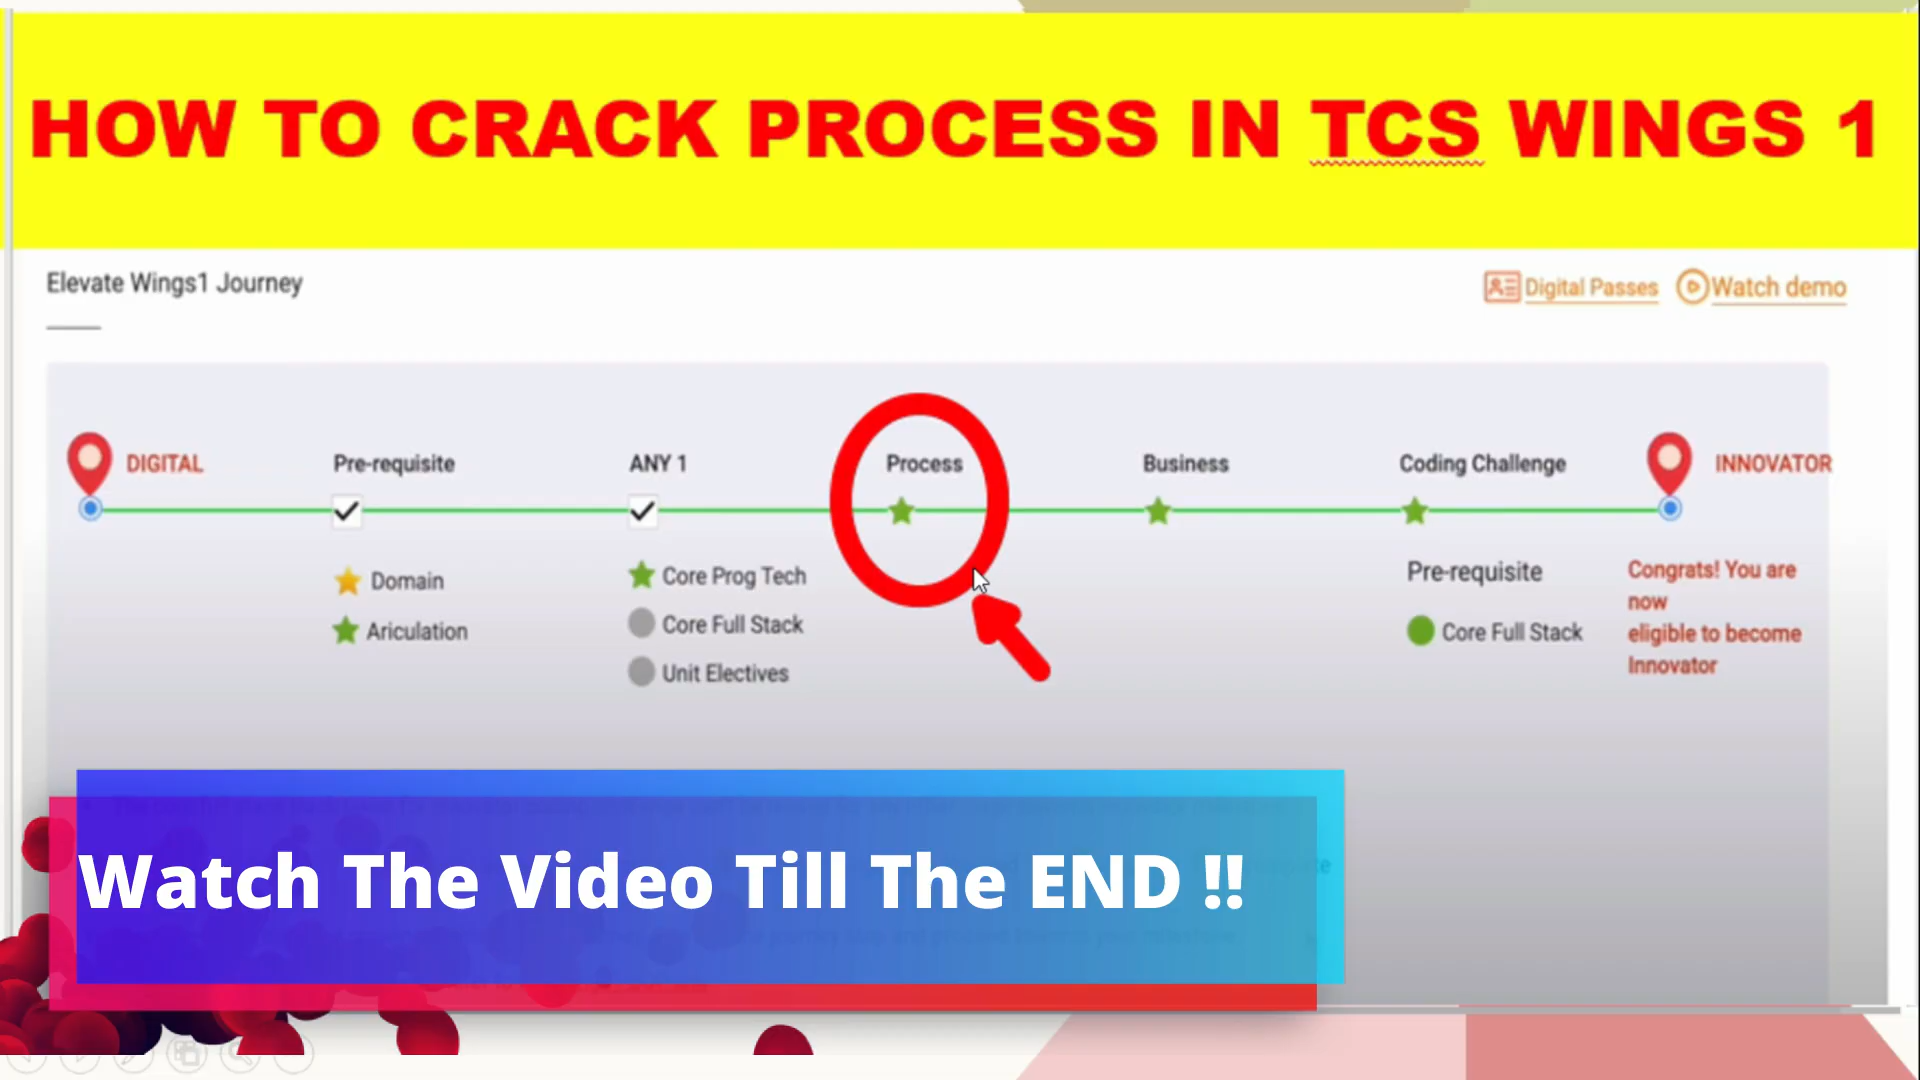 HOW TO CRACK PROCESS IN TCS WINGS 1
Elevate Wings1 Journey
Digital Passes
Watch demo
DIGITAL
Pre-requisite
ANY 1
Process
Business
Coding Challenge
INNOVATOR
Domain
Ariculation
Core Prog Tech
Core Full Stack
Unit Electives
Pre-requisite
Core Full Stack
Congrats! You are
now
eligible to become
Innovator
Watch The Video Till The END !!